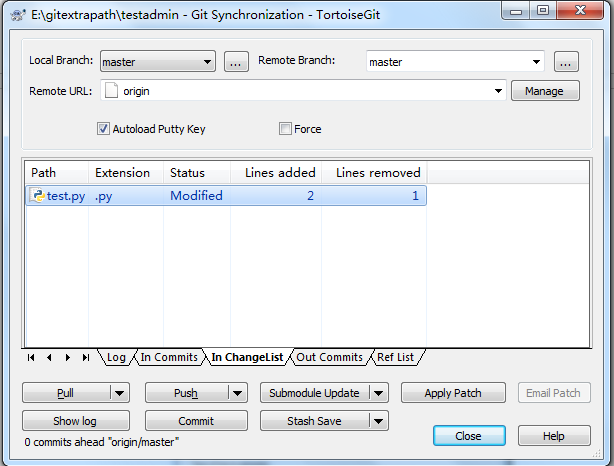 E:\gitextrapath\testadmin - Git Synchronization - TortoiseGit
Local Branch: master ... Remote Branch: master ...
Remote URL: origin Manage
Autoload Putty Key Force
Path Extension Status Lines added Lines removed
test.py .py Modified 2 1
Log In Commits In ChangeList Out Commits Ref List
Pull Push Submodule Update Apply Patch Email Patch
Show log Commit Stash Save
0 commits ahead "origin/master"
Close Help